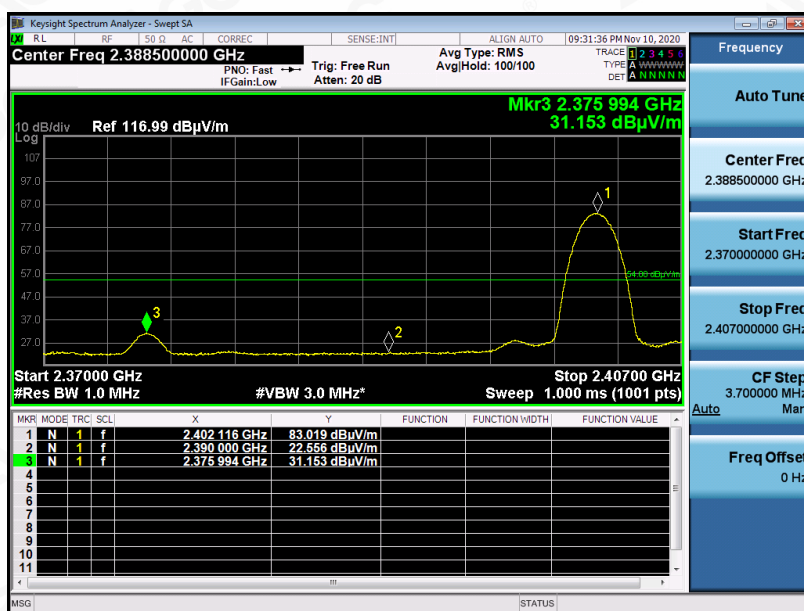 Keysight Spectrum Analyzer - Swept SA
LXI RL RF 50 Ω AC CORREC SENSE:INT ALIGN AUTO 09:31:36 PM Nov 10, 2020
Center Freq 2.388500000 GHz
PNO: Fast
IFGain:Low
Trig: Free Run
Atten: 20 dB
Avg Type: RMS
Avg|Hold: 100/100
TRACE 1 2 3 4 5 6
TYPE A WWWWW
DET A N N N N N
Mkr3 2.375 994 GHz
31.153 dBµV/m
10 dB/div Ref 116.99 dBµV/m
Log
107
97.0
87.0
77.0
67.0
57.0
47.0
37.0
27.0
1
54.00 dBµV/m
3
2
Start 2.37000 GHz Stop 2.40700 GHz
#Res BW 1.0 MHz #VBW 3.0 MHz* Sweep 1.000 ms (1001 pts)
MKR MODE TRC SCL X Y FUNCTION FUNCTION WIDTH FUNCTION VALUE
1 N 1 f 2.402 116 GHz 83.019 dBµV/m
2 N 1 f 2.390 000 GHz 22.556 dBµV/m
3 N 1 f 2.375 994 GHz 31.153 dBµV/m
4
5
6
7
8
9
10
11
MSG STATUS
Frequency
Auto Tune
Center Freq
2.388500000 GHz
Start Freq
2.370000000 GHz
Stop Freq
2.407000000 GHz
CF Step
3.700000 MHz
Auto Man
Freq Offset
0 Hz